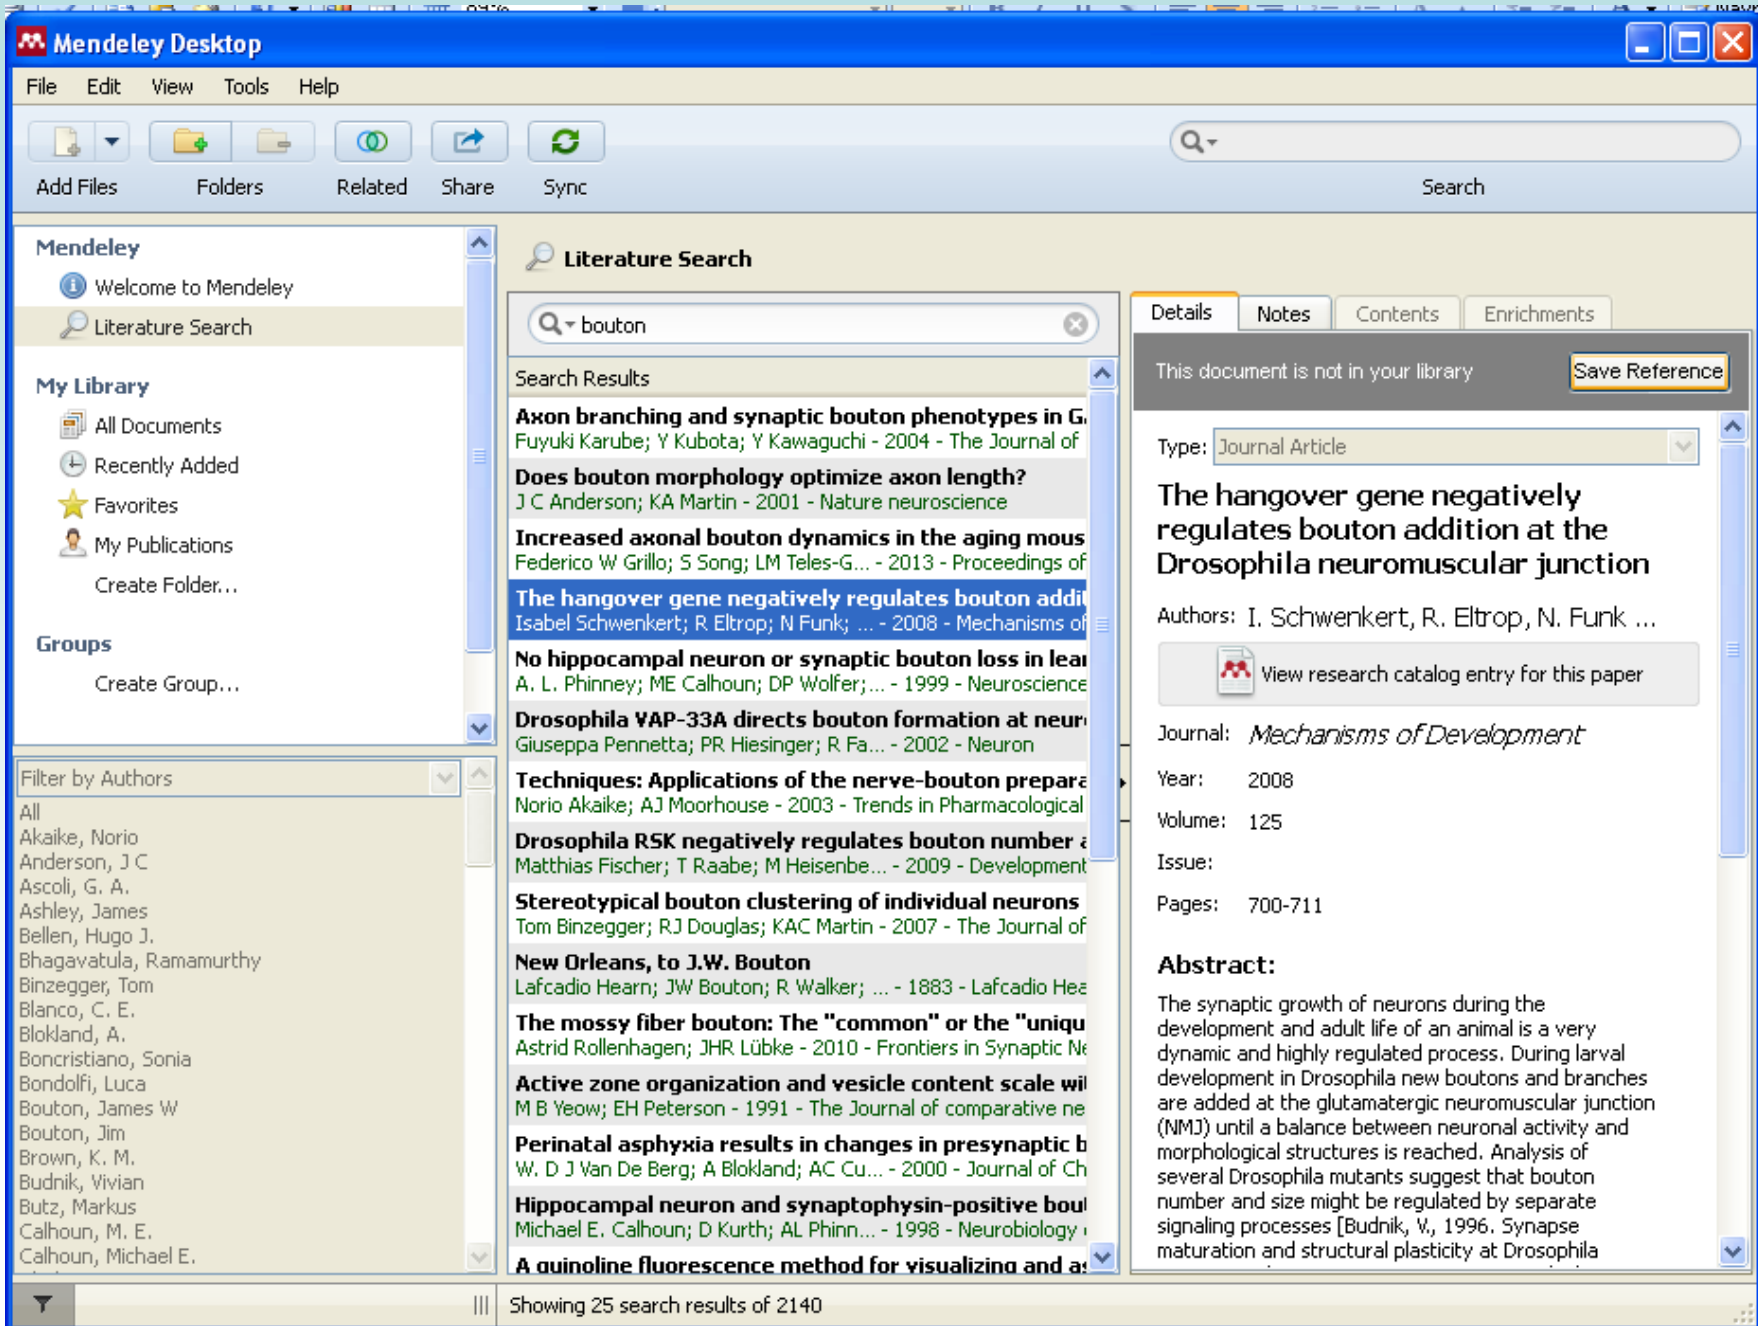 89%
Mendeley Desktop
File Edit View Tools Help
Add Files Folders Related Share Sync Search
Mendeley
Welcome to Mendeley
Literature Search
My Library
All Documents
Recently Added
Favorites
My Publications
Create Folder...
Groups
Create Group...
Filter by Authors
All
Akaike, Norio
Anderson, J C
Ascoli, G. A.
Ashley, James
Bellen, Hugo J.
Bhagavatula, Ramamurthy
Binzegger, Tom
Blanco, C. E.
Blokland, A.
Boncristiano, Sonia
Bondolfi, Luca
Bouton, James W
Bouton, Jim
Brown, K. M.
Budnik, Vivian
Butz, Markus
Calhoun, M. E.
Calhoun, Michael E.
Literature Search
bouton
Search Results
Axon branching and synaptic bouton phenotypes in G
Fuyuki Karube; Y Kubota; Y Kawaguchi - 2004 - The Journal of
Does bouton morphology optimize axon length?
J C Anderson; KA Martin - 2001 - Nature neuroscience
Increased axonal bouton dynamics in the aging mous
Federico W Grillo; S Song; LM Teles-G... - 2013 - Proceedings of
The hangover gene negatively regulates bouton addi
Isabel Schwenkert; R Eltrop; N Funk; ... - 2008 - Mechanisms of
No hippocampal neuron or synaptic bouton loss in lea
A. L. Phinney; ME Calhoun; DP Wolfer;... - 1999 - Neuroscience
Drosophila VAP-33A directs bouton formation at neur
Giuseppa Pennetta; PR Hiesinger; R Fa... - 2002 - Neuron
Techniques: Applications of the nerve-bouton prepara
Norio Akaike; AJ Moorhouse - 2003 - Trends in Pharmacological
Drosophila RSK negatively regulates bouton number a
Matthias Fischer; T Raabe; M Heisenbe... - 2009 - Development
Stereotypical bouton clustering of individual neurons
Tom Binzegger; RJ Douglas; KAC Martin - 2007 - The Journal of
New Orleans, to J.W. Bouton
Lafcadio Hearn; JW Bouton; R Walker; ... - 1883 - Lafcadio Hea
The mossy fiber bouton: The "common" or the "uniqu
Astrid Rollenhagen; JHR Lübke - 2010 - Frontiers in Synaptic Ne
Active zone organization and vesicle content scale wi
M B Yeow; EH Peterson - 1991 - The Journal of comparative ne
Perinatal asphyxia results in changes in presynaptic b
W. D J Van De Berg; A Blokland; AC Cu... - 2000 - Journal of Ch
Hippocampal neuron and synaptophysin-positive bou
Michael E. Calhoun; D Kurth; AL Phinn... - 1998 - Neurobiology
A quinoline fluorescence method for visualizing and as
Details Notes Contents Enrichments
This document is not in your library Save Reference
Type: Journal Article
The hangover gene negatively
regulates bouton addition at the
Drosophila neuromuscular junction
Authors: I. Schwenkert, R. Eltrop, N. Funk ...
View research catalog entry for this paper
Journal: Mechanisms of Development
Year: 2008
Volume: 125
Issue:
Pages: 700-711
Abstract:
The synaptic growth of neurons during the
development and adult life of an animal is a very
dynamic and highly regulated process. During larval
development in Drosophila new boutons and branches
are added at the glutamatergic neuromuscular junction
(NMJ) until a balance between neuronal activity and
morphological structures is reached. Analysis of
several Drosophila mutants suggest that bouton
number and size might be regulated by separate
signaling processes [Budnik, V., 1996. Synapse
maturation and structural plasticity at Drosophila
Showing 25 search results of 2140